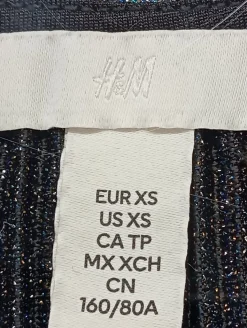 H&M
EUR XS
US XS
CA TP
MX XCH
CN
160/80A